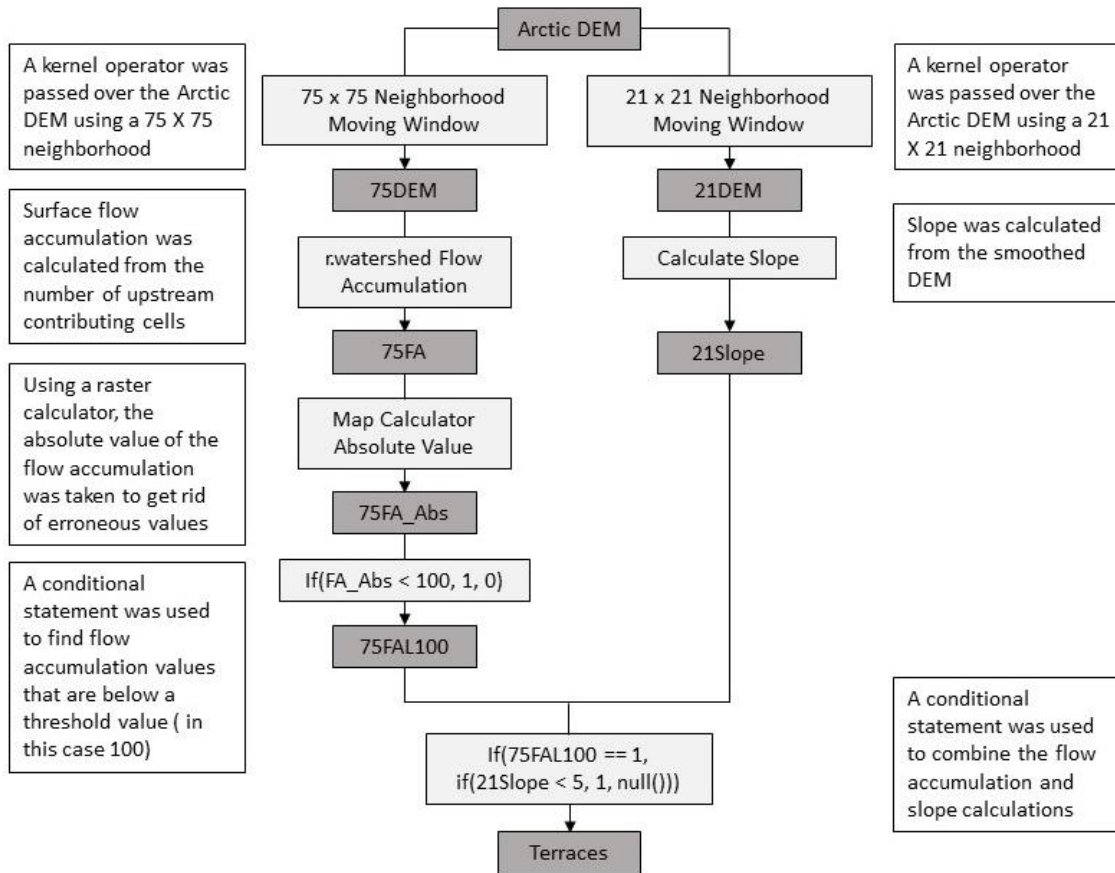 Arctic DEM
A kernel operator was
passed over the Arctic
DEM using a 75 X 75
neighborhood
75 x 75 Neighborhood
Moving Window
21 x 21 Neighborhood
Moving Window
A kernel operator
was passed over the
Arctic DEM using a 21
X 21 neighborhood
75DEM
21DEM
Surface flow
accumulation was
calculated from the
number of upstream
contributing cells
r.watershed Flow
Accumulation
Calculate Slope
Slope was calculated
from the smoothed
DEM
75FA
21Slope
Using a raster
calculator, the
absolute value of the
flow accumulation
was taken to get rid
of erroneous values
Map Calculator
Absolute Value
75FA_Abs
If(FA_Abs < 100, 1, 0)
A conditional
statement was used
to find flow
accumulation values
that are below a
threshold value ( in
this case 100)
75FAL100
If(75FAL100 == 1,
if(21Slope < 5, 1, null()))
A conditional
statement was used
to combine the flow
accumulation and
slope calculations
Terraces